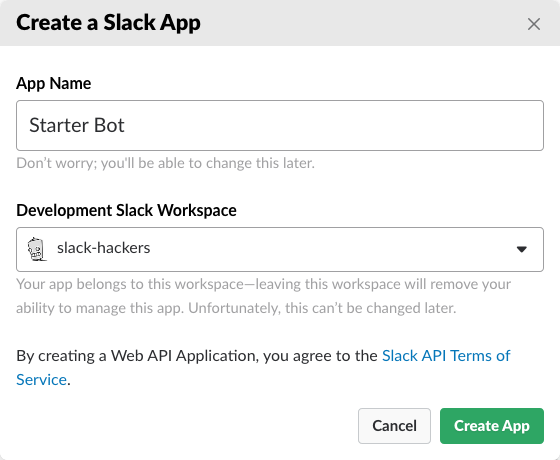 Create a Slack App
App Name
Starter Bot
Don't worry; you'll be able to change this later.
Development Slack Workspace
slack-hackers
Your app belongs to this workspace—leaving this workspace will remove your
ability to manage this app. Unfortunately, this can't be changed later.
By creating a Web API Application, you agree to the Slack API Terms of
Service.
Cancel Create App